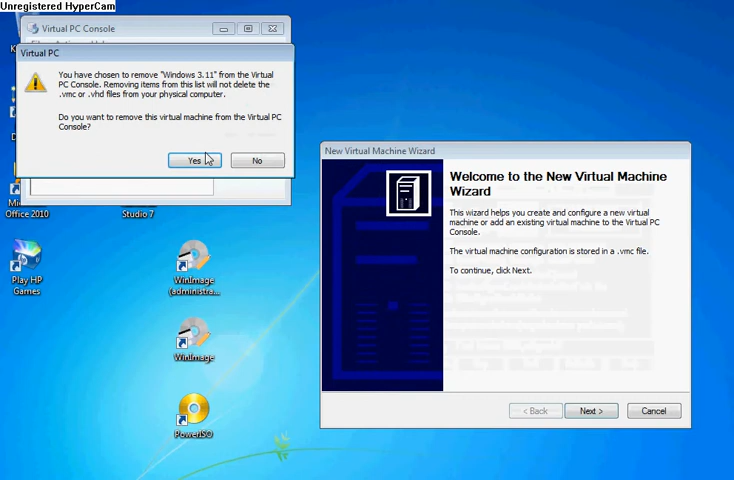 Unregistered HyperCam
Virtual PC Console
Virtual PC
You have chosen to remove "Windows 3.11" from the Virtual
PC Console. Removing items from this list will not delete the
.vmc or .vhd files from your physical computer.
Do you want to remove this virtual machine from the Virtual PC
Console?
Yes
No
Office 2010
Studio 7
Play HP
Games
WinImage
(administra...
WinImage
PowerISO
New Virtual Machine Wizard
Welcome to the New Virtual Machine
Wizard
This wizard helps you create and configure a new virtual
machine or add an existing virtual machine to the Virtual PC
Console.
The virtual machine configuration is stored in a .vmc file.
To continue, click Next.
< Back
Next >
Cancel